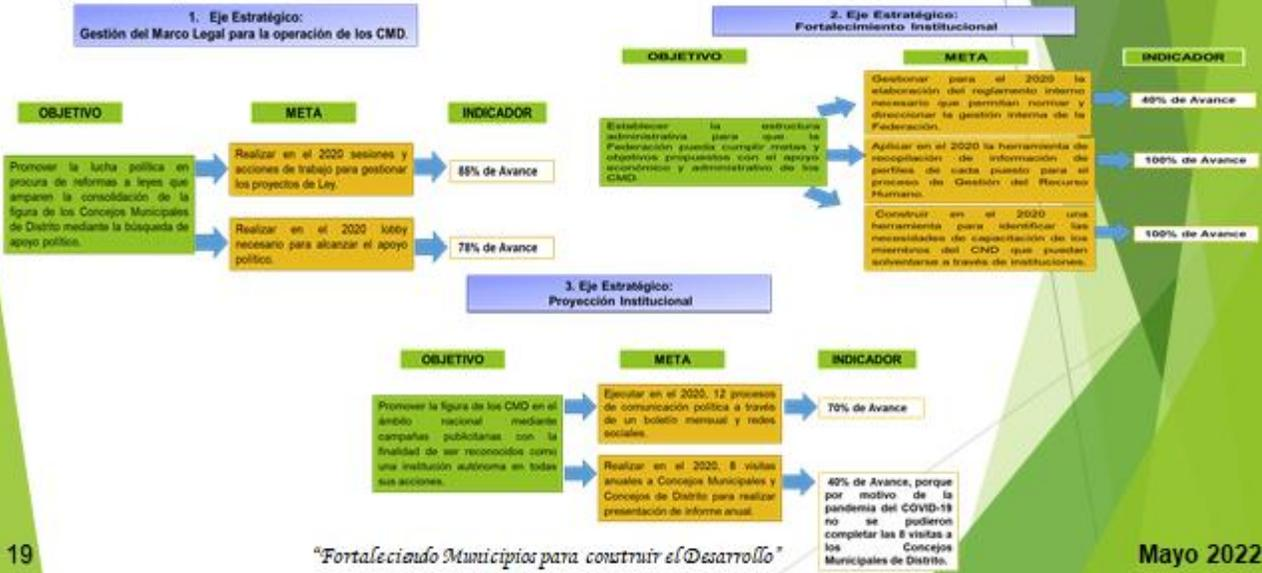 1. Eje Estratégico:
Gestión del Marco Legal para la operación de los CMD.
OBJETIVO
META
INDICADOR
Promover la lucha política en
procura de reformas a leyes que
amparen la consolidación de la
figura de los Concejos Municipales
de Distrito mediante la búsqueda de
apoyo político.
Realizar en el 2020 sesiones y
acciones de trabajo para gestionar
los proyectos de Ley.
85% de Avance
Realizar en el 2020 lobby
necesario para alcanzar el apoyo
político.
78% de Avance
2. Eje Estratégico:
Fortalecimiento Institucional
OBJETIVO
META
INDICADOR
Establecer la estructura
administrativa para que la
Federación pueda cumplir metas y
objetivos propuestos con el apoyo
económico y administrativo de los
CMD.
Gestionar para el 2020 la
elaboración del reglamento interno
necesario que permitan normar y
direccionar la gestión interna de la
Federación.
40% de Avance
Aplicar en el 2020 la herramienta de
recopilación de información de
perfiles de cada puesto para el
proceso de Gestión del Recurso
Humano.
100% de Avance
Construir en el 2020 una
herramienta para identificar las
necesidades de capacitación de los
miembros del CND que puedan
solventarse a través de instituciones.
100% de Avance
3. Eje Estratégico:
Proyección Institucional
OBJETIVO
META
INDICADOR
Promover la figura de los CMD en el
ámbito nacional mediante
campañas publicitarias con la
finalidad de ser reconocidos como
una institución autónoma en todas
sus acciones.
Ejecutar en el 2020, 12 procesos
de comunicación política a través
de un boletín mensual y redes
sociales.
70% de Avance
Realizar en el 2020, 8 visitas
anuales a Concejos Municipales y
Concejos de Distrito para realizar
presentación de informe anual.
40% de Avance, porque
por motivo de la
pandemia del COVID-19
no se pudieron
completar las 8 visitas a
los Concejos
Municipales de Distrito.
19
"Fortaleciendo Municipios para construir el Desarrollo"
Mayo 2022